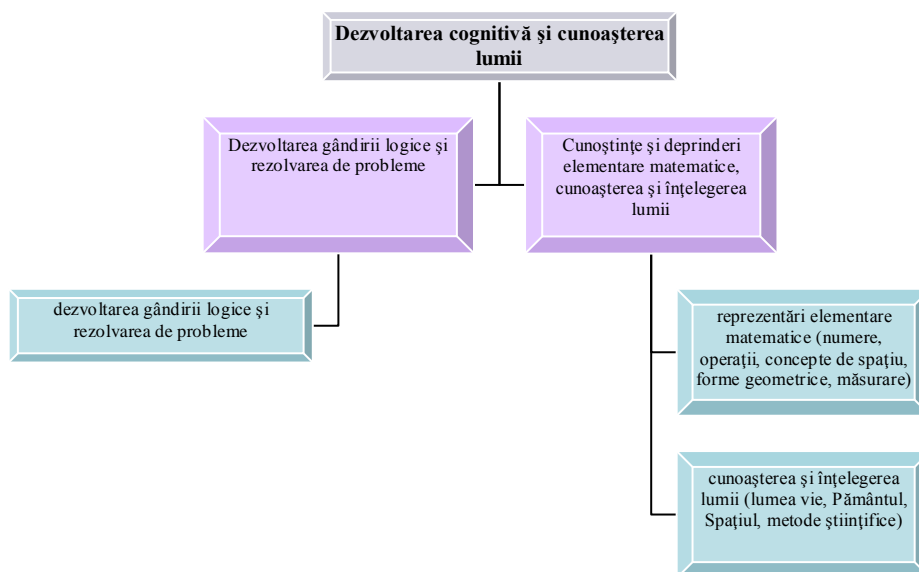 Dezvoltarea cognitivă şi cunoaşterea
lumii
Dezvoltarea gândirii logice şi
rezolvarea de probleme
Cunoştinţe şi deprinderi
elementare matematice,
cunoaşterea şi înţelegerea
lumii
dezvoltarea gândirii logice şi
rezolvarea de probleme
reprezentări elementare
matematice (numere,
operaţii, concepte de spaţiu,
forme geometrice, măsurare)
cunoaşterea şi înţelegerea
lumii (lumea vie, Pământul,
Spaţiul, metode ştiinţifice)